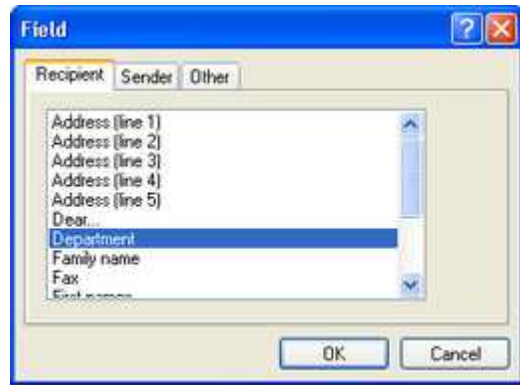 Field
Recipient Sender Other
Address (line 1)
Address (line 2)
Address (line 3)
Address (line 4)
Address (line 5)
Dear...
Department
Family name
Fax
OK Cancel